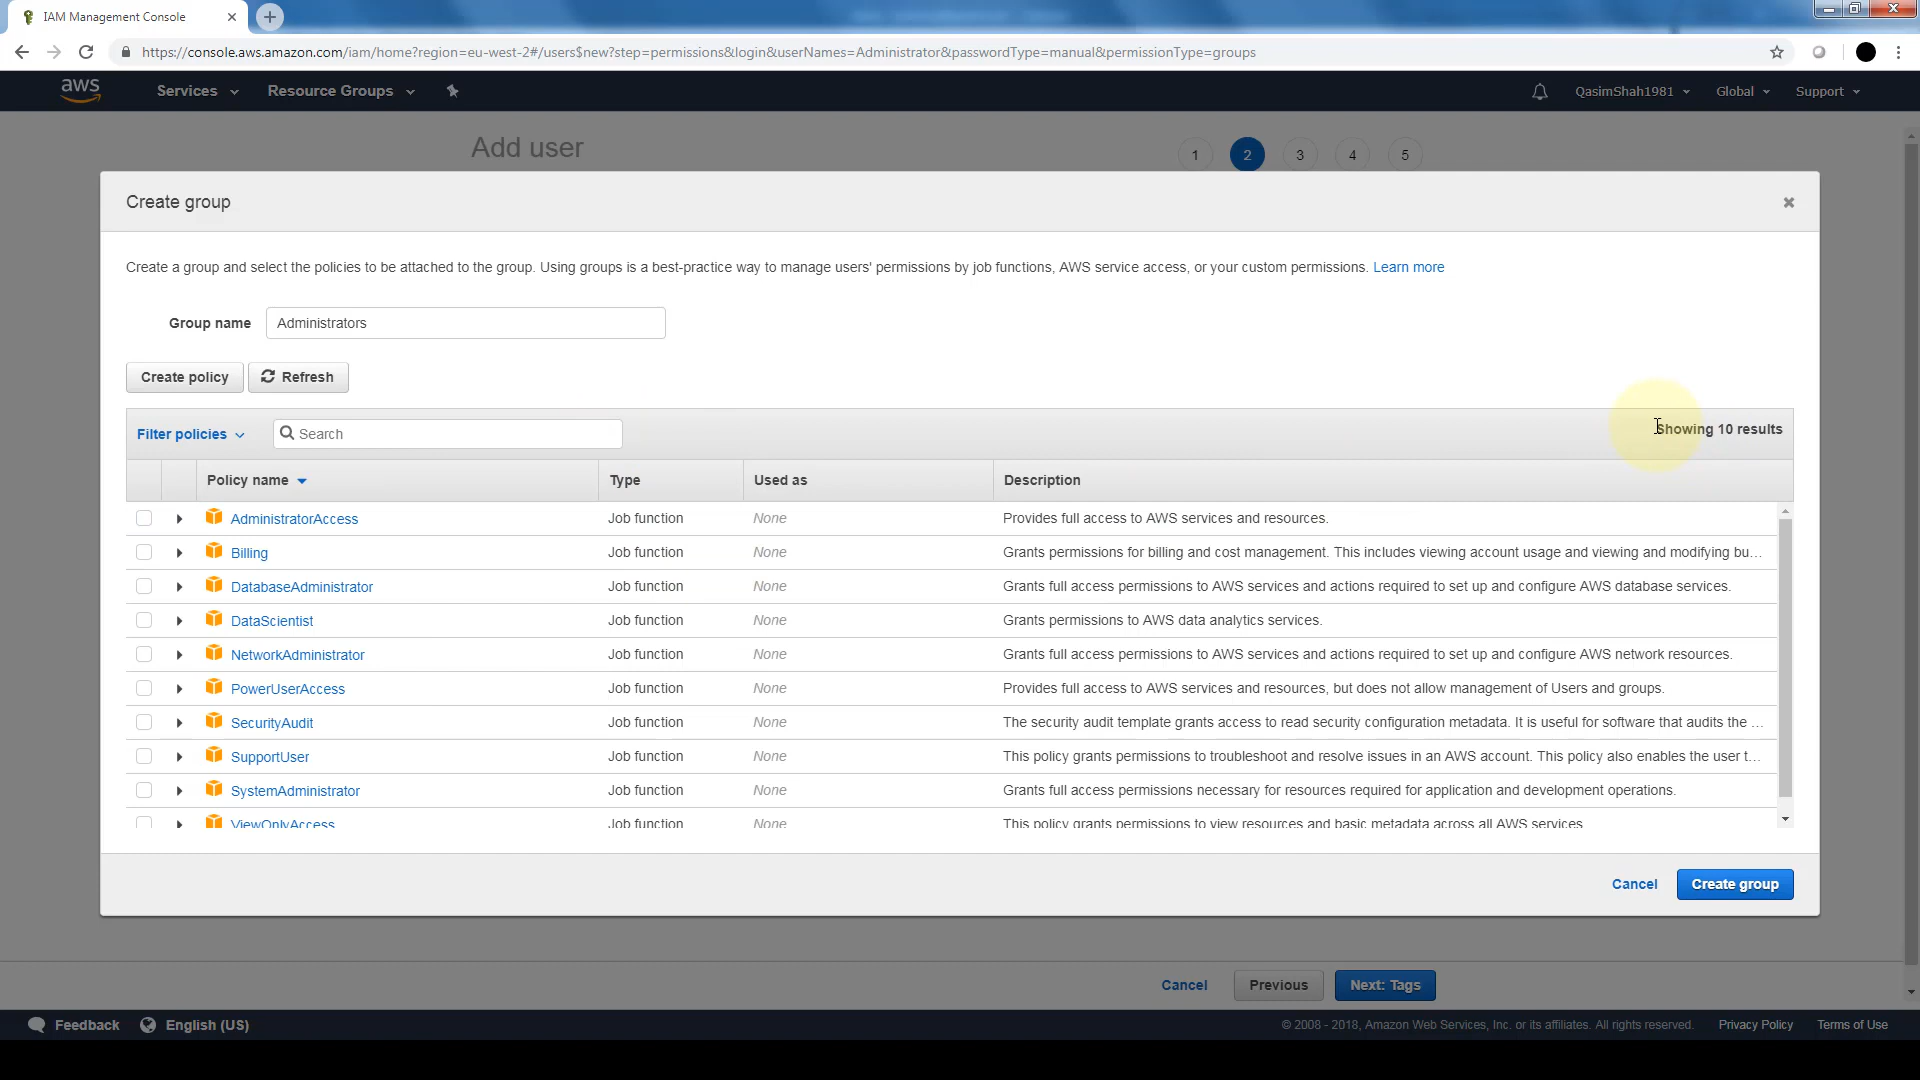 IAM Management Console
https://console.aws.amazon.com/iam/home?region=eu-west-2#/users$new?step=permissions&login&userNames=Administrator&passwordType=manual&permissionType=groups
aws Services Resource Groups QasimShah1981 Global Support
Add user 1 2 3 4 5
Create group
Create a group and select the policies to be attached to the group. Using groups is a best-practice way to manage users' permissions by job functions, AWS service access, or your custom permissions. Learn more
Group name Administrators
Create policy Refresh
Filter policies Search Showing 10 results
Policy name Type Used as Description
AdministratorAccess Job function None Provides full access to AWS services and resources.
Billing Job function None Grants permissions for billing and cost management. This includes viewing account usage and viewing and modifying bu...
DatabaseAdministrator Job function None Grants full access permissions to AWS services and actions required to set up and configure AWS database services.
DataScientist Job function None Grants permissions to AWS data analytics services.
NetworkAdministrator Job function None Grants full access permissions to AWS services and actions required to set up and configure AWS network resources.
PowerUserAccess Job function None Provides full access to AWS services and resources, but does not allow management of Users and groups.
SecurityAudit Job function None The security audit template grants access to read security configuration metadata. It is useful for software that audits the ...
SupportUser Job function None This policy grants permissions to troubleshoot and resolve issues in an AWS account. This policy also enables the user t...
SystemAdministrator Job function None Grants full access permissions necessary for resources required for application and development operations.
ViewOnlyAccess Job function None This policy grants permissions to view resources and basic metadata across all AWS services
Cancel Create group
Cancel Previous Next: Tags
Feedback English (US) © 2008 - 2018, Amazon Web Services, Inc. or its affiliates. All rights reserved. Privacy Policy Terms of Use